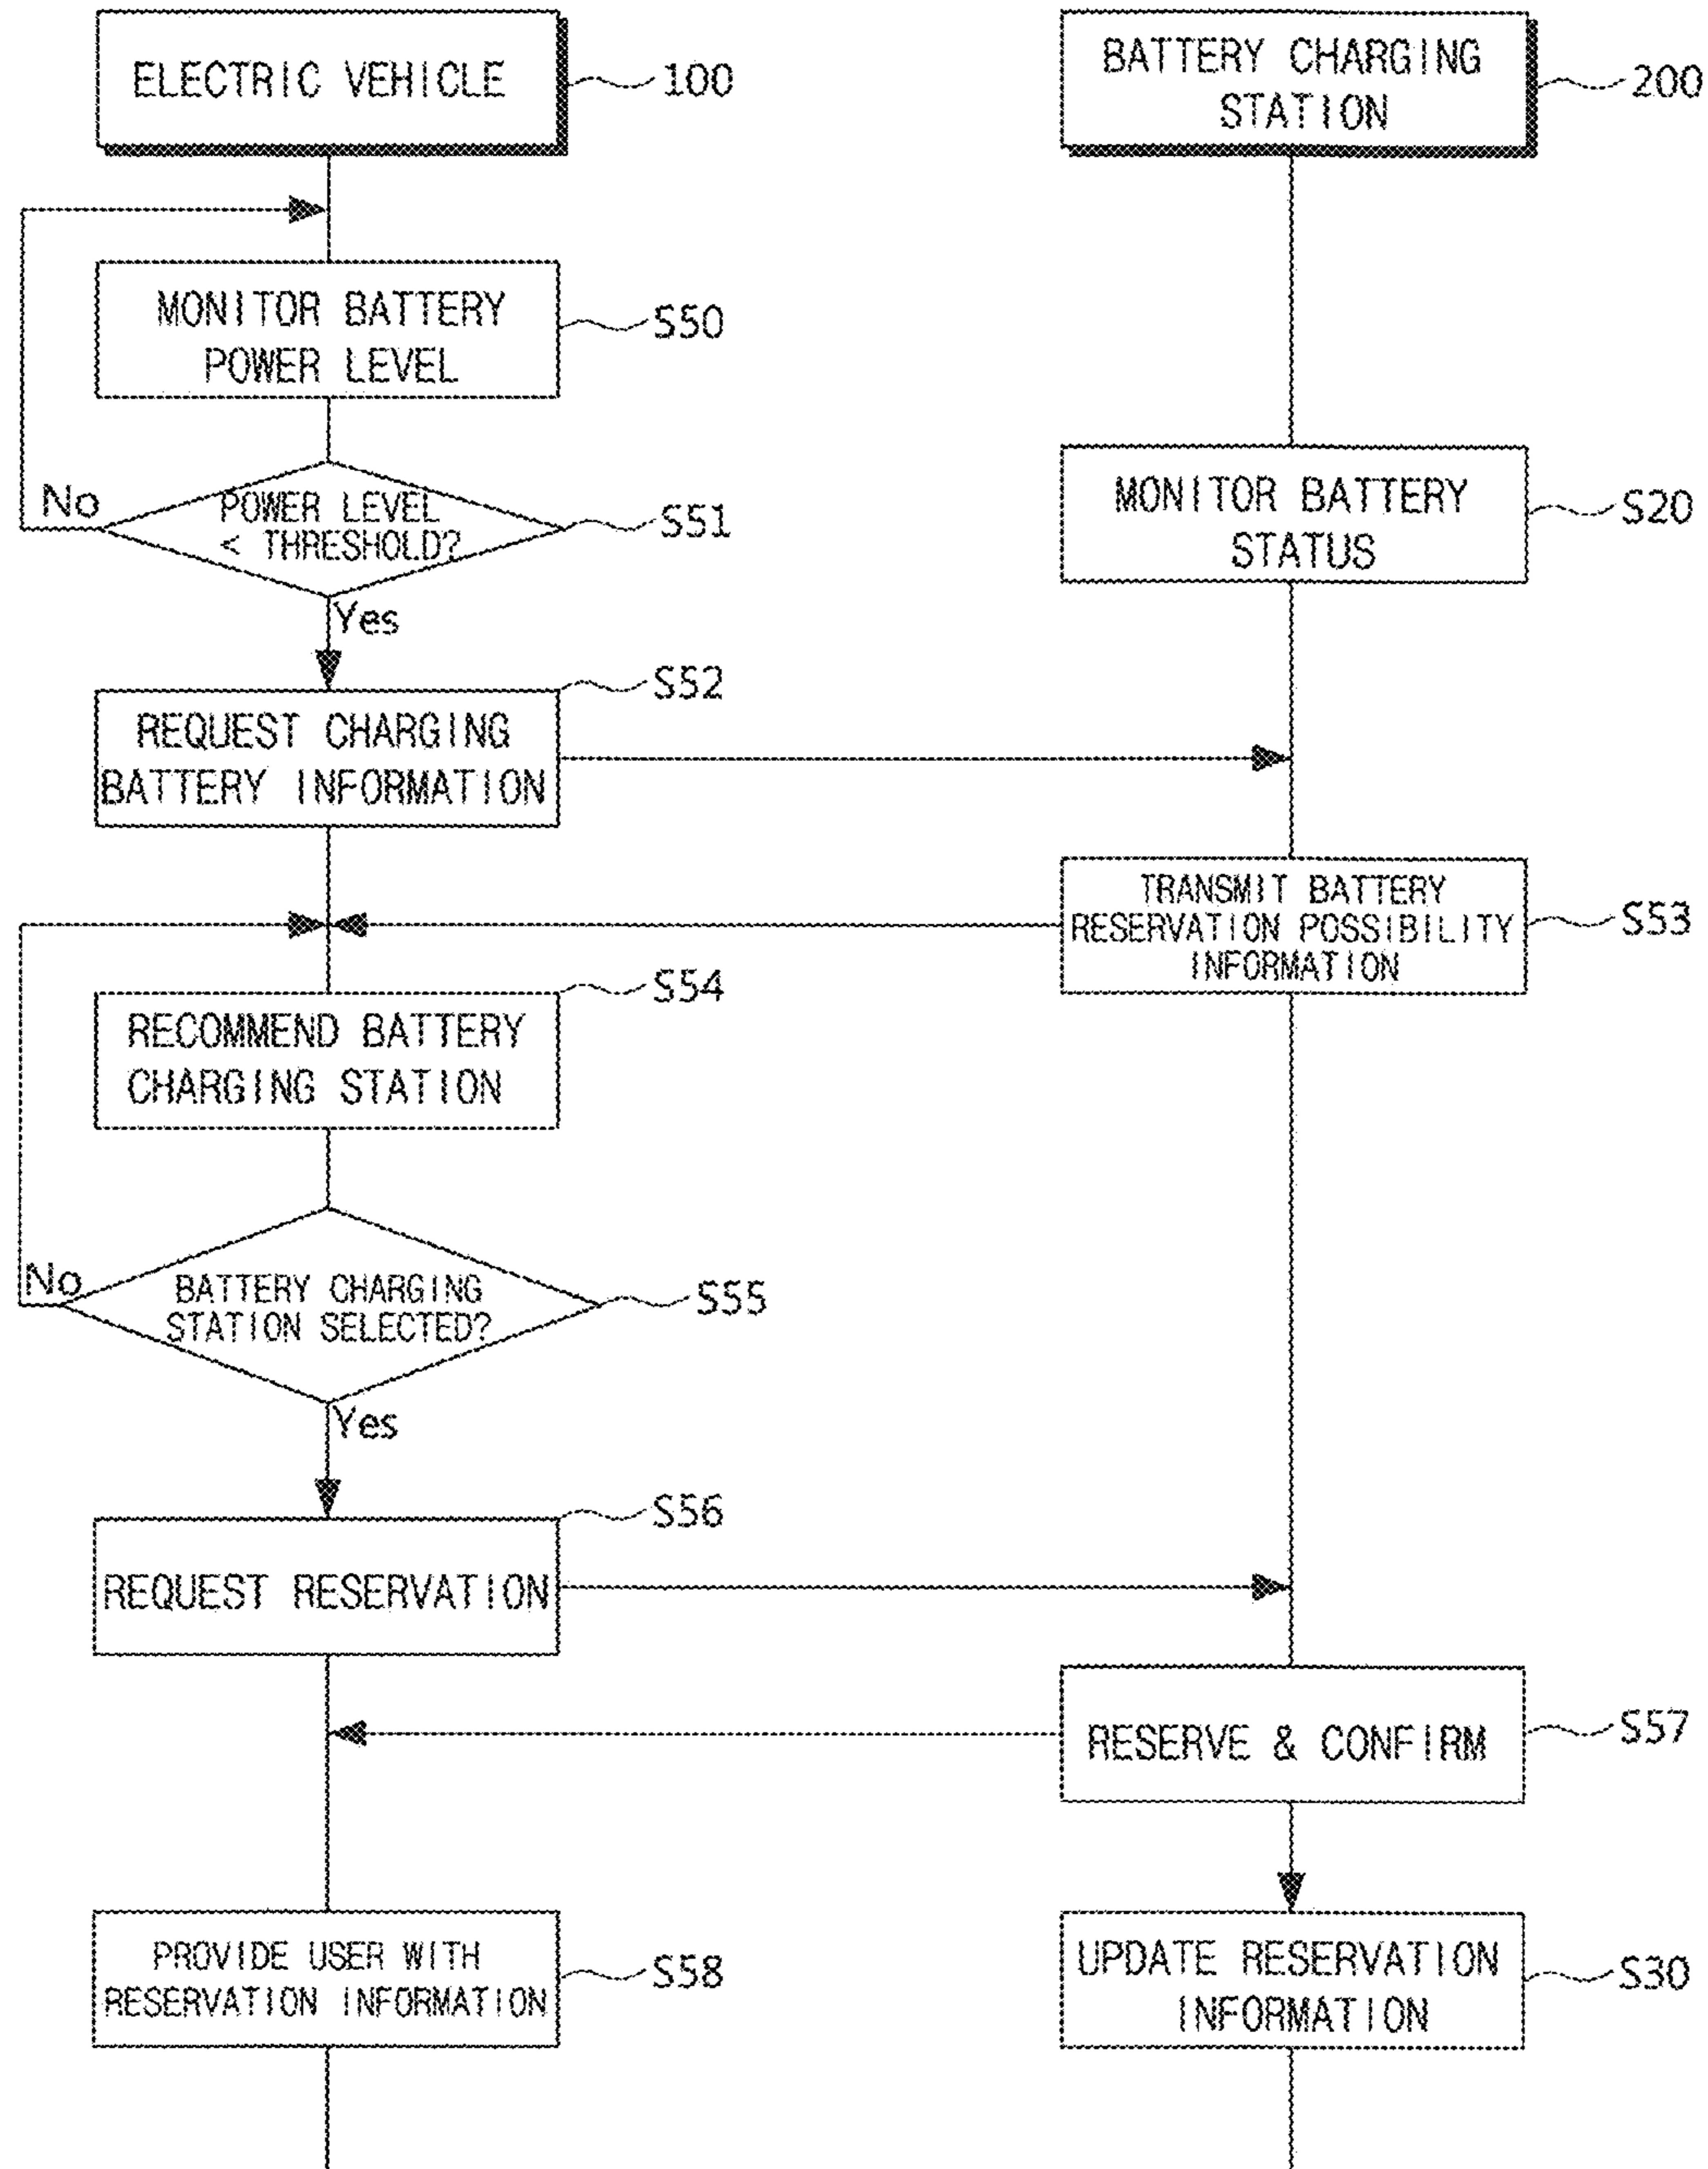 ELECTRIC VEHICLE
100
BATTERY CHARGING
STATION
200
MONITOR BATTERY
POWER LEVEL
S50
No
POWER LEVEL
< THRESHOLD?
S51
Yes
MONITOR BATTERY
STATUS
S20
S52
REQUEST CHARGING
BATTERY INFORMATION
TRANSMIT BATTERY
RESERVATION POSSIBILITY
INFORMATION
S53
S54
RECOMMEND BATTERY
CHARGING STATION
No
BATTERY CHARGING
STATION SELECTED?
S55
Yes
S56
REQUEST RESERVATION
RESERVE & CONFIRM
S57
PROVIDE USER WITH
RESERVATION INFORMATION
S58
UPDATE RESERVATION
INFORMATION
S30